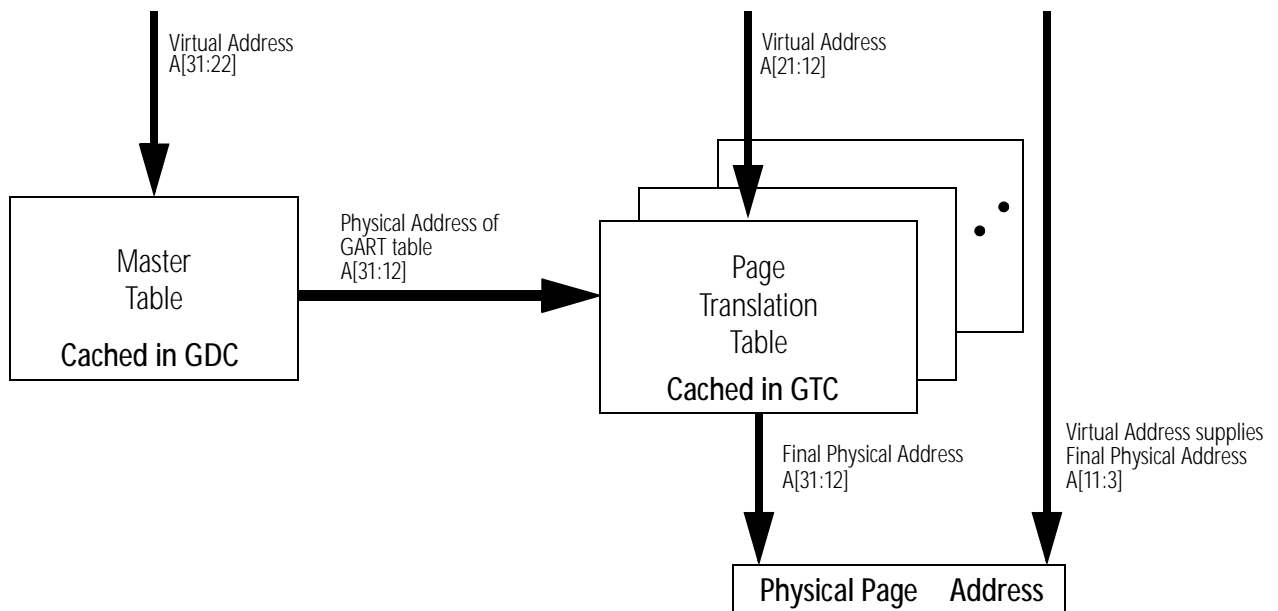 Virtual Address
A[31:22]
Virtual Address
A[21:12]
Master
Table
Cached in GDC
Physical Address of
GART table
A[31:12]
Page
Translation
Table
Cached in GTC
Final Physical Address
A[31:12]
Virtual Address supplies
Final Physical Address
A[11:3]
Physical Page Address